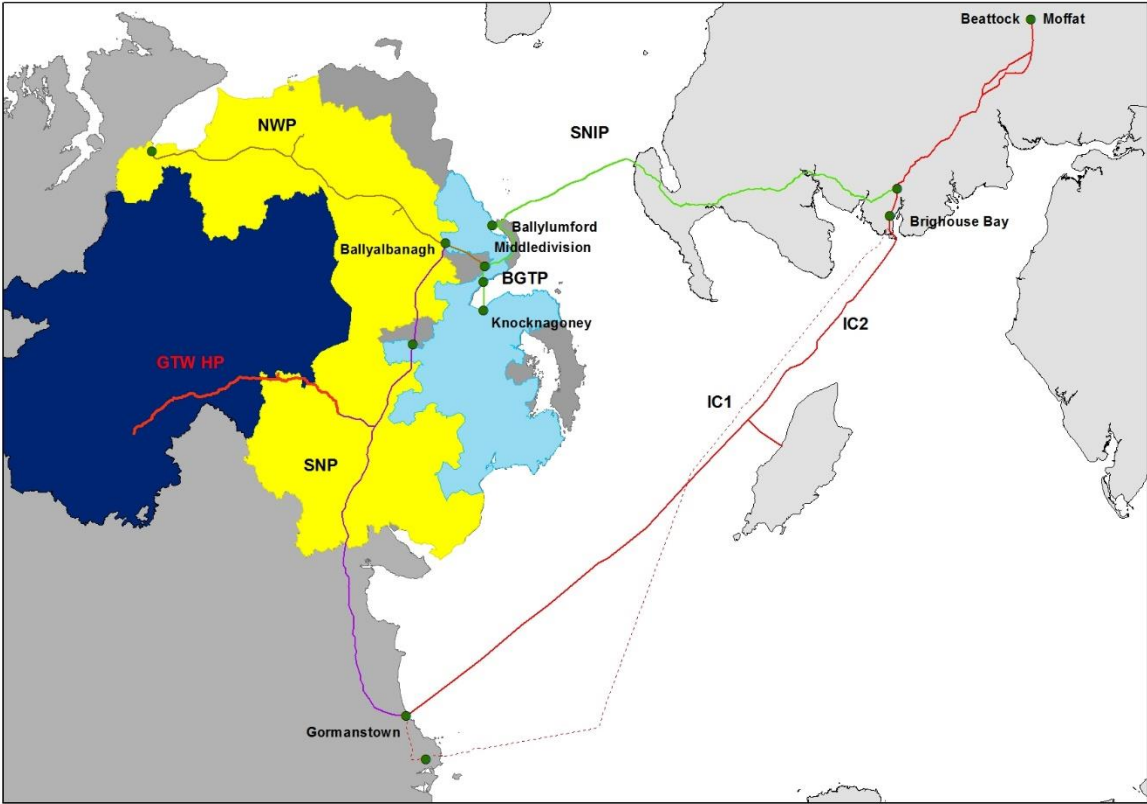 Beattock Moffat
NWP
SNIP
Ballylumford
Brighouse Bay
Ballyalbanagh
Middledivision
BGTP
Knocknagoney
IC2
GTW HP
IC1
SNP
Gormanstown